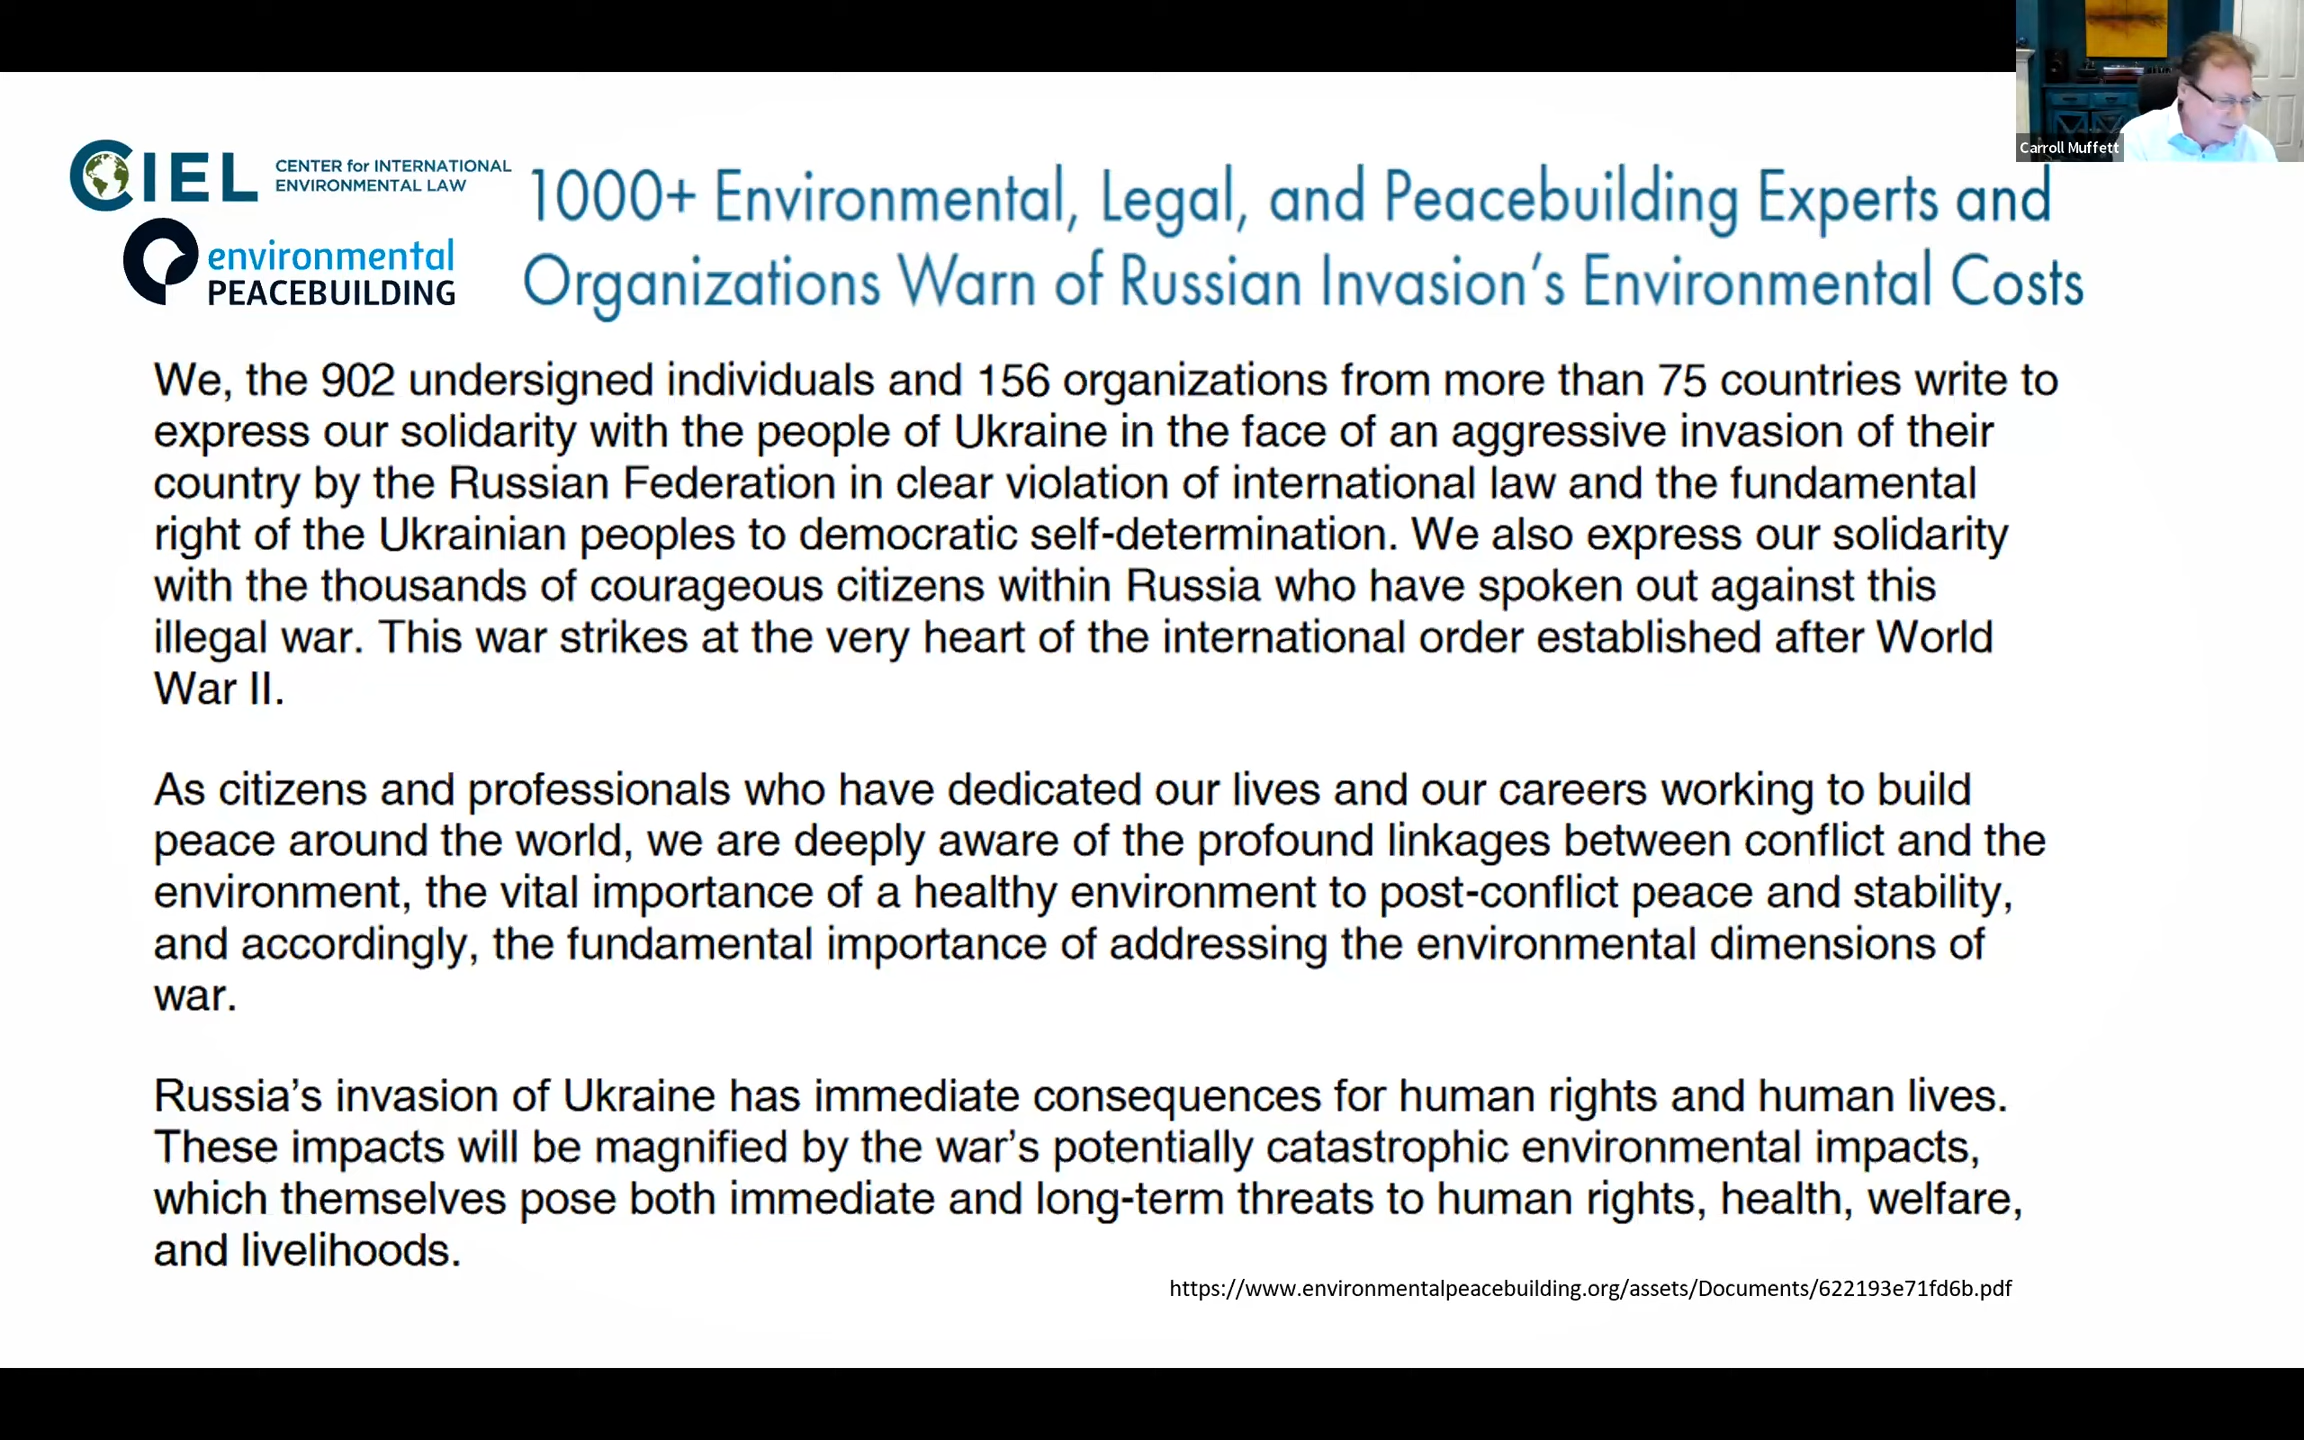 Carroll Muffett
CIEL CENTER for INTERNATIONAL
ENVIRONMENTAL LAW
environmental
PEACEBUILDING
1000+ Environmental, Legal, and Peacebuilding Experts and
Organizations Warn of Russian Invasion’s Environmental Costs
We, the 902 undersigned individuals and 156 organizations from more than 75 countries write to
express our solidarity with the people of Ukraine in the face of an aggressive invasion of their
country by the Russian Federation in clear violation of international law and the fundamental
right of the Ukrainian peoples to democratic self-determination. We also express our solidarity
with the thousands of courageous citizens within Russia who have spoken out against this
illegal war. This war strikes at the very heart of the international order established after World
War II.
As citizens and professionals who have dedicated our lives and our careers working to build
peace around the world, we are deeply aware of the profound linkages between conflict and the
environment, the vital importance of a healthy environment to post-conflict peace and stability,
and accordingly, the fundamental importance of addressing the environmental dimensions of
war.
Russia’s invasion of Ukraine has immediate consequences for human rights and human lives.
These impacts will be magnified by the war’s potentially catastrophic environmental impacts,
which themselves pose both immediate and long-term threats to human rights, health, welfare,
and livelihoods.
https://www.environmentalpeacebuilding.org/assets/Documents/622193e71fd6b.pdf